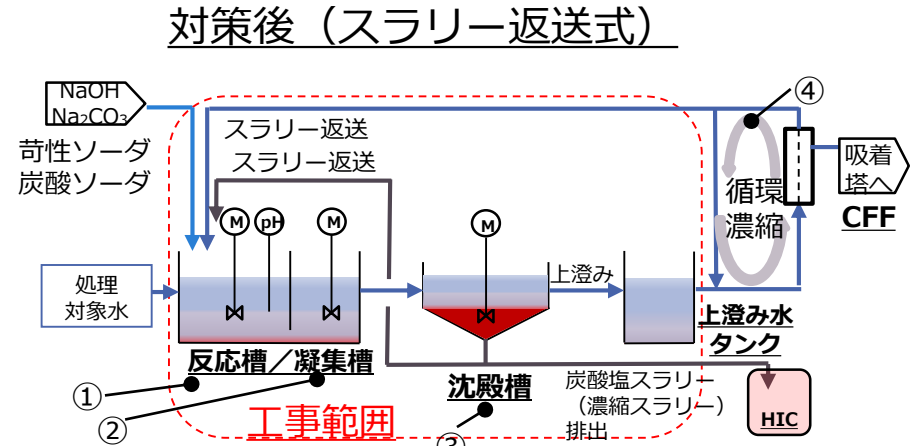 対策後（スラリー返送式）
NaOH
Na₂CO₃
苛性ソーダ
炭酸ソーダ
スラリー返送
スラリー返送
④
循環
濃縮
吸着
塔へ
CFF
M
pH
M
M
処理
対象水
上澄み
上澄み水
タンク
反応槽／凝集槽
沈殿槽
炭酸塩スラリー
（濃縮スラリー）
排出
HIC
①
②
③
工事範囲